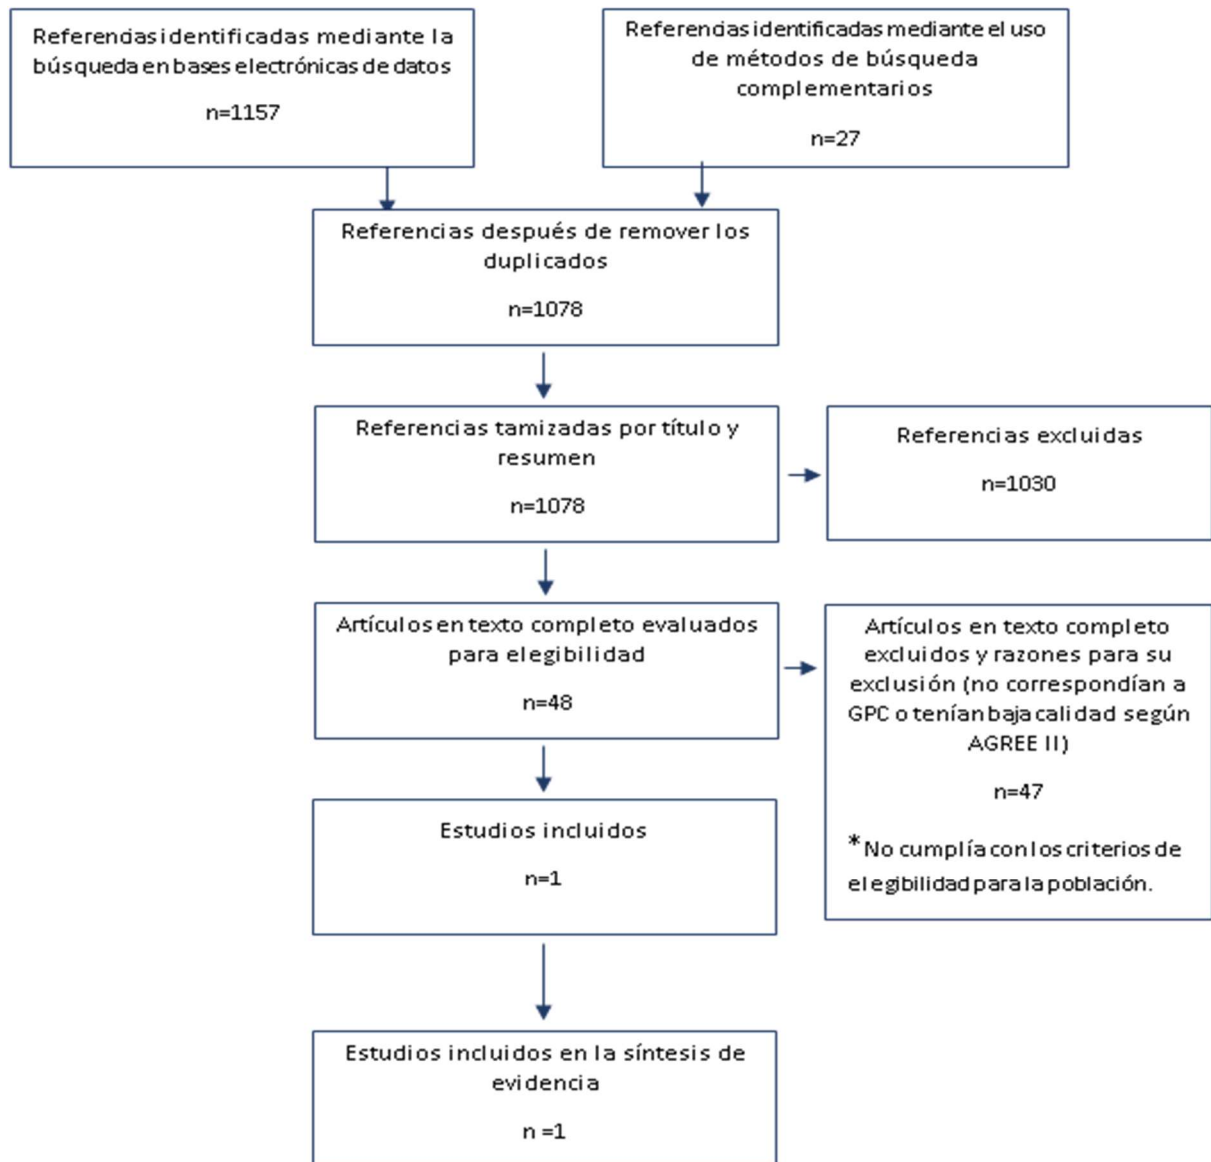 Referencias identificadas mediante la
búsqueda en bases electrónicas de datos
n=1157
Referencias identificadas mediante el uso
de métodos de búsqueda
complementarios
n=27
Referencias después de remover los
duplicados
n=1078
Referencias tamizadas por título y
resumen
n=1078
Referencias excluidas
n=1030
Artículos en texto completo evaluados
para elegibilidad
n=48
Artículos en texto completo
excluidos y razones para su
exclusión (no correspondían a
GPC o tenían baja calidad según
AGREE II)
n=47
*No cumplía con los criterios de
elegibilidad para la población.
Estudios incluidos
n=1
Estudios incluidos en la síntesis de
evidencia
n =1